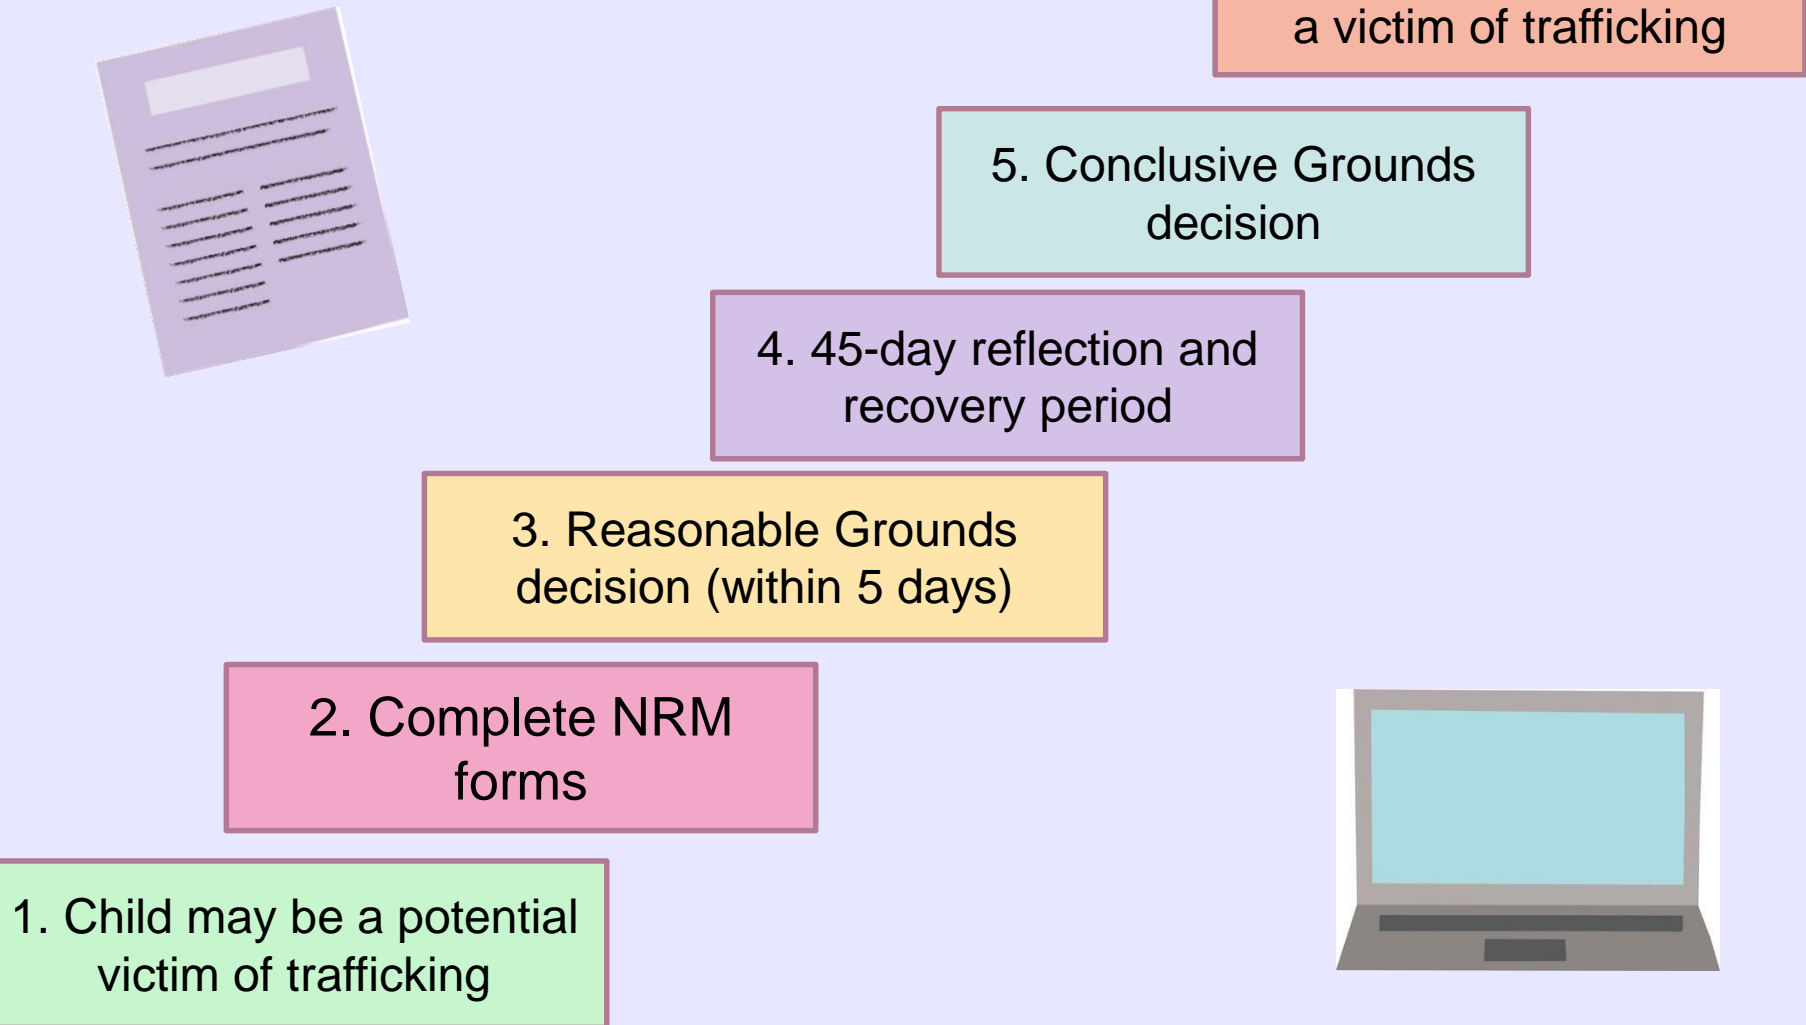 a victim of trafficking
5. Conclusive Grounds
decision
4. 45-day reflection and
recovery period
3. Reasonable Grounds
decision (within 5 days)
2. Complete NRM
forms
1. Child may be a potential
victim of trafficking